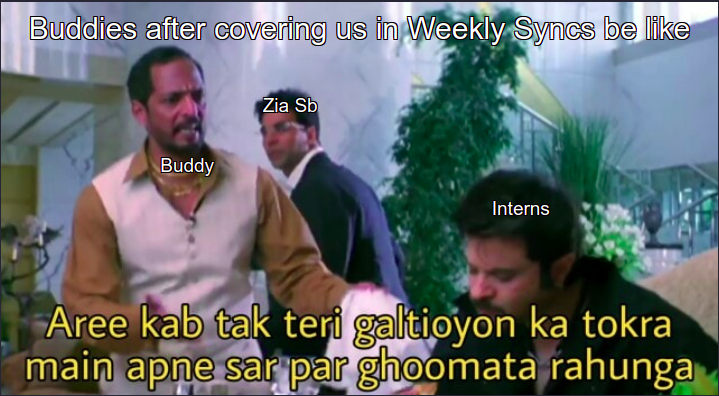 Buddies after covering us in Weekly Syncs be like
Zia Sb
Buddy
Interns
Aree kab tak teri galtioyon ka tokra
main apne sar par ghoomata rahunga